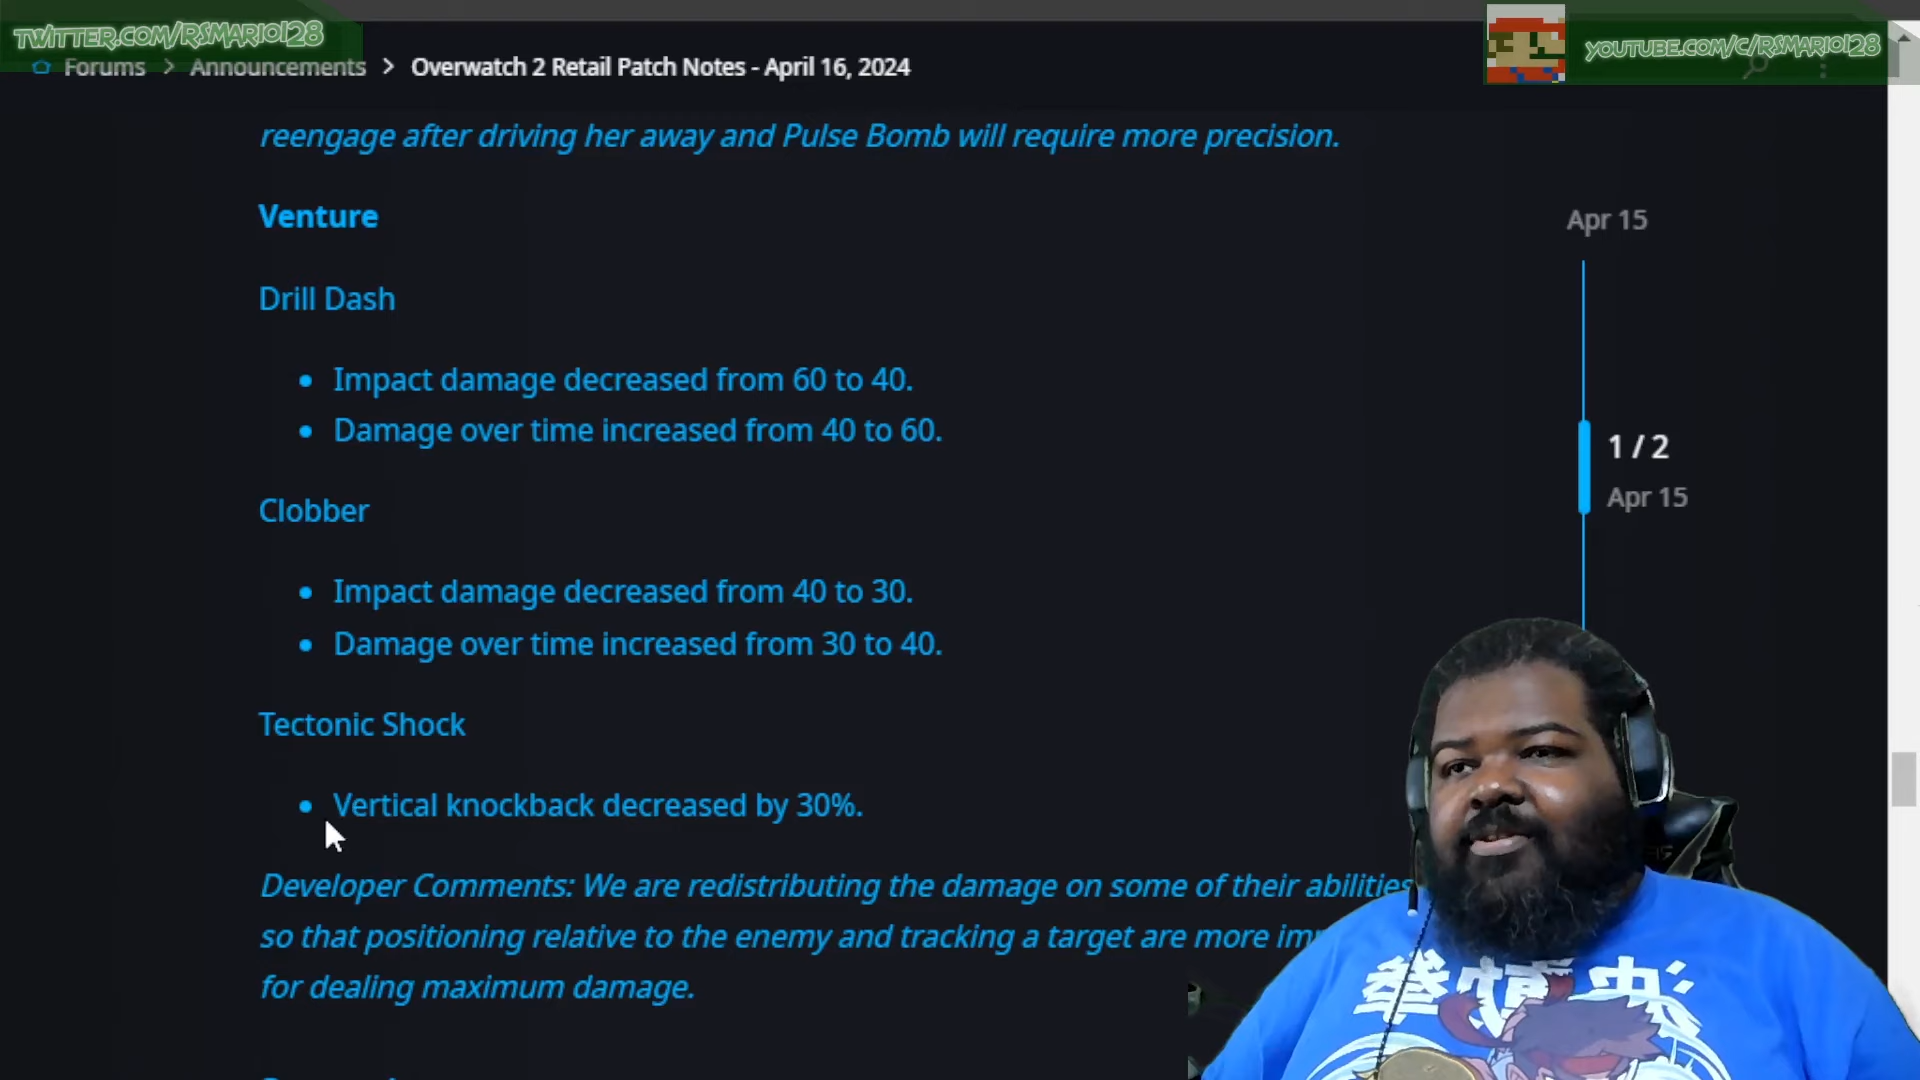 TWITTER.COM/RSMARIO128
YOUTUBE.COM/C/RSMARIO128
Forums > Announcements > Overwatch 2 Retail Patch Notes - April 16, 2024
reengage after driving her away and Pulse Bomb will require more precision.
Venture
Apr 15
Drill Dash
• Impact damage decreased from 60 to 40.
• Damage over time increased from 40 to 60.
1 / 2
Apr 15
Clobber
• Impact damage decreased from 40 to 30.
• Damage over time increased from 30 to 40.
Tectonic Shock
• Vertical knockback decreased by 30%.
Developer Comments: We are redistributing the damage on some of their abilities
so that positioning relative to the enemy and tracking a target are more
for dealing maximum damage.